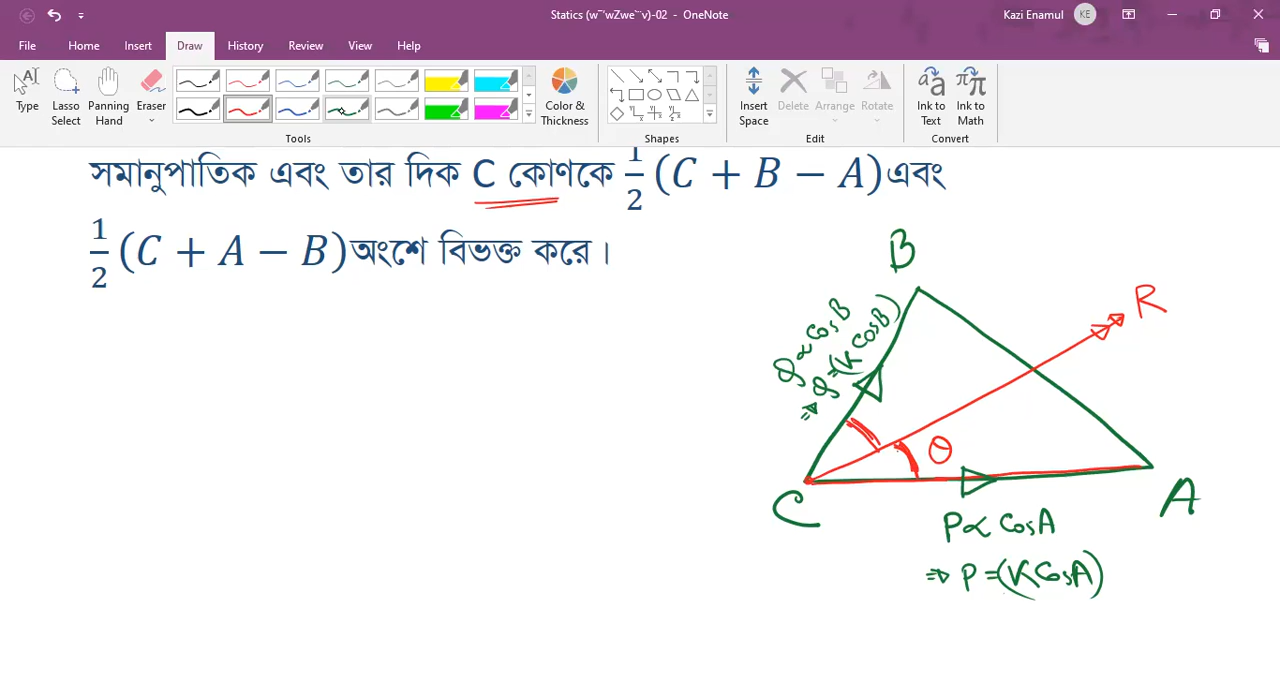 Statics (w¯’wZwe`¨v)-02 - OneNote
Kazi Enamul
KE
File Home Insert Draw History Review View Help
Type
Lasso Select
Panning Hand
Eraser
Color & Thickness
Insert Space
Delete
Arrange
Rotate
Ink to Text
Ink to Math
Tools
Shapes
Edit
Convert
সমানুপাতিক এবং তার দিক C কোণকে 1/2 (C + B − A) এবং
1/2 (C + A − B) অংশে বিভক্ত করে।
B
R
Q ∝ CosB
⇒ Q = (K CosB)
θ
C
A
P ∝ CosA
⇒ P = (K CosA)